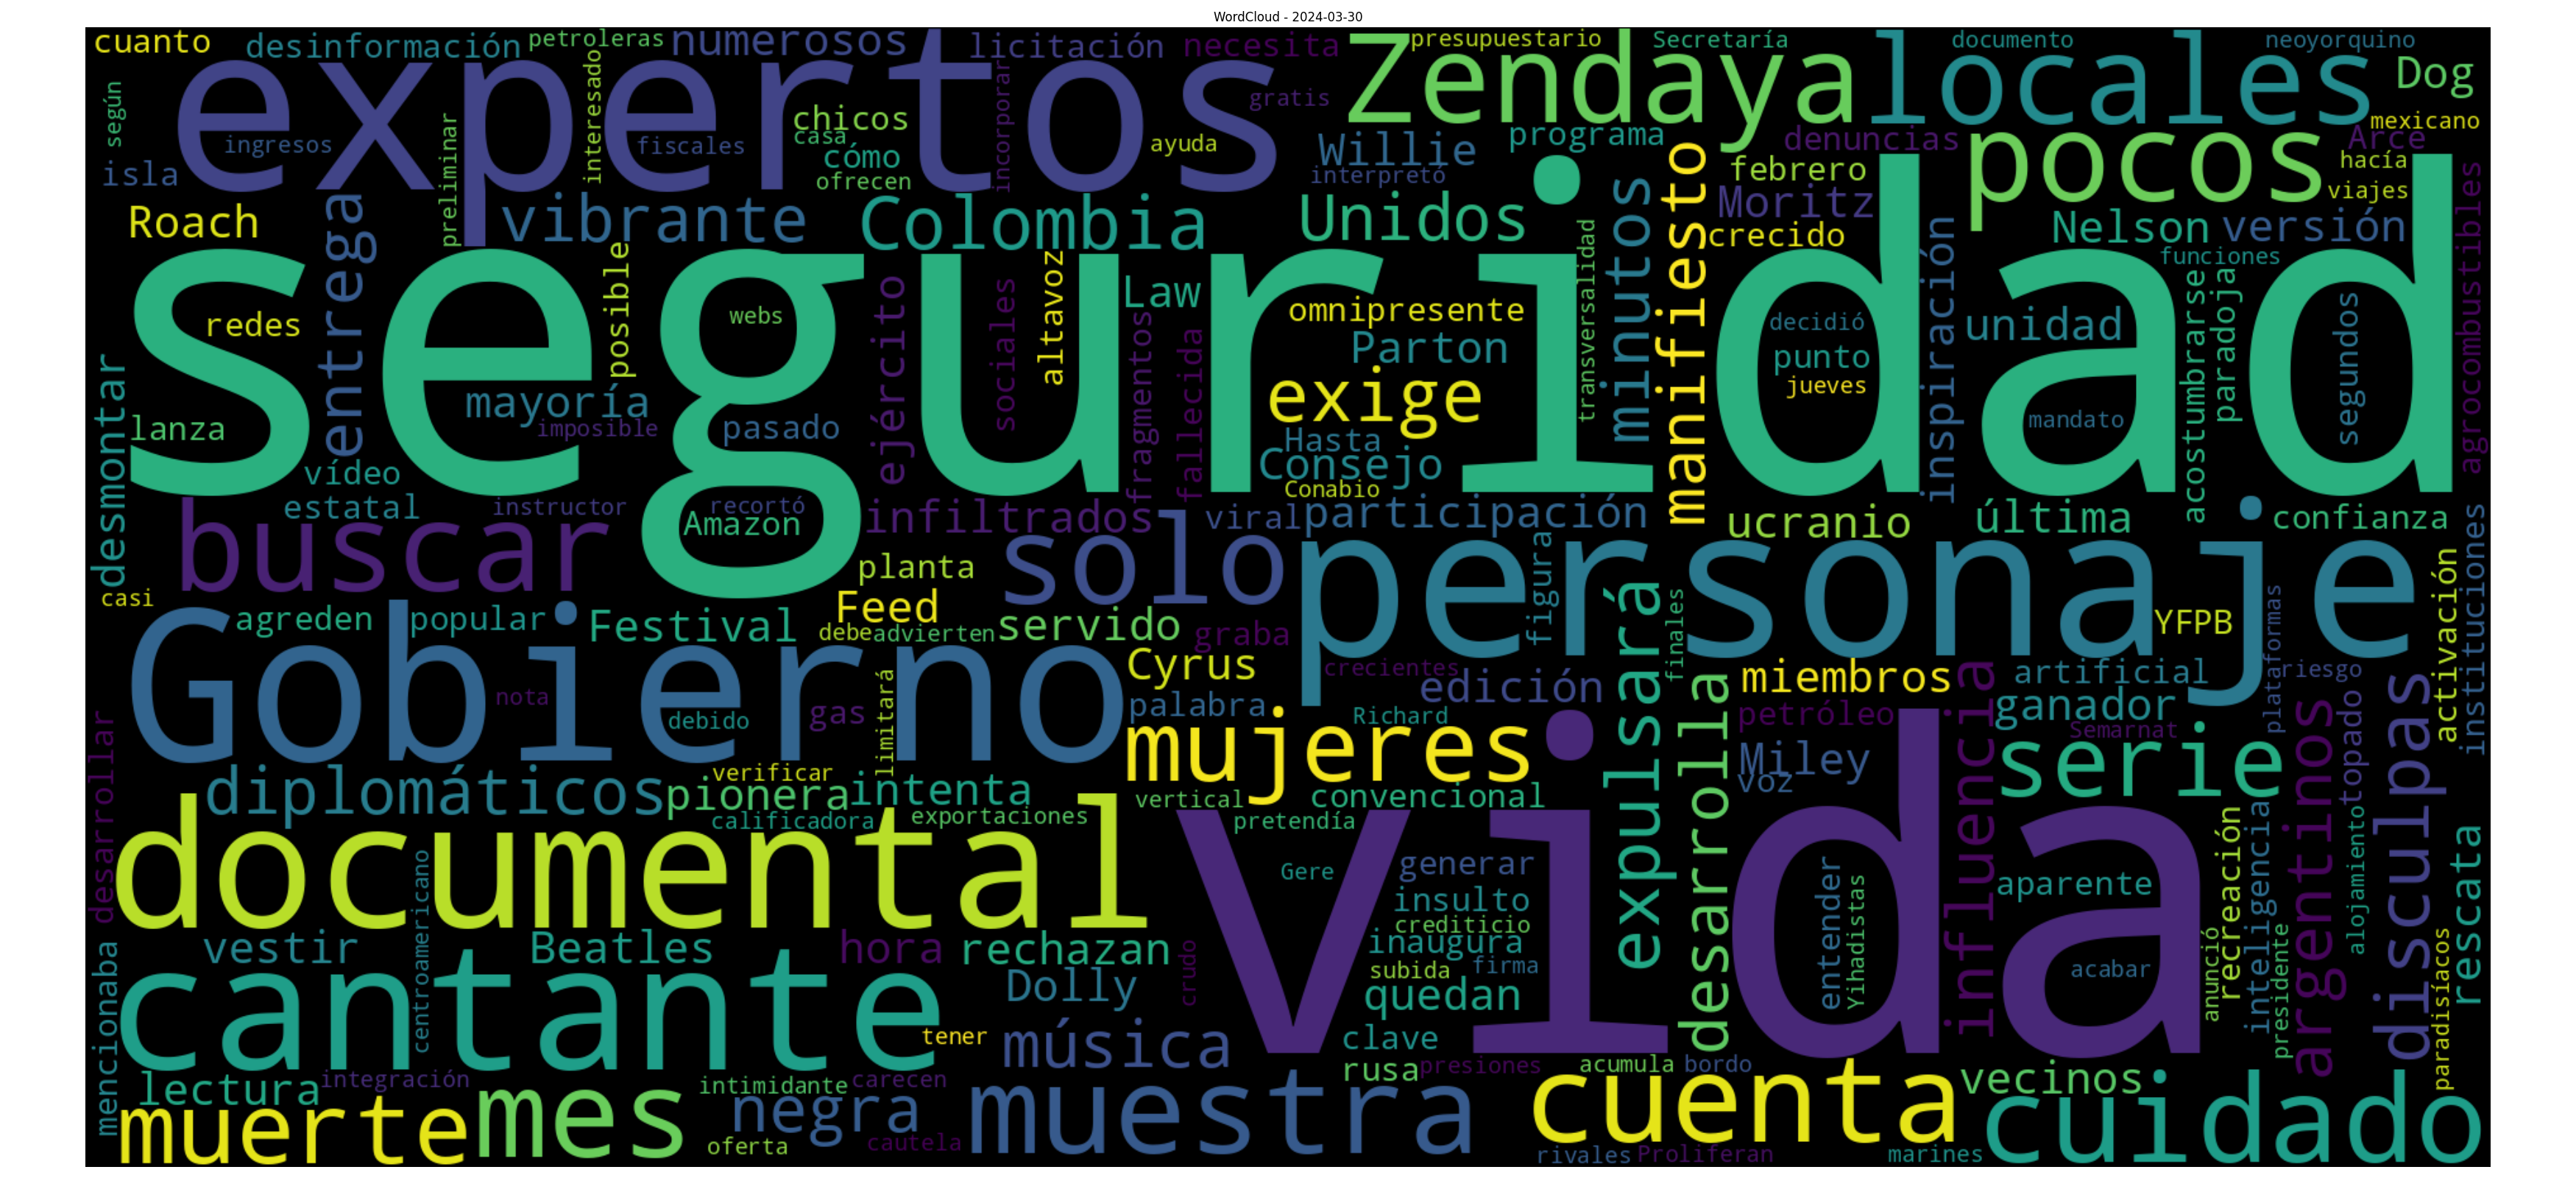 WordCloud - 2024-03-30
cuanto
desinformación
petroleras
numerosos
licitación
necesita
presupuestario
Secretaría
documento
neoyorquino
expertos
Zendaya
locales
Dog
según
interesado
incorporar
gratis
mexicano
chicos
casa
ingresos
preliminar
fiscales
cómo
ayuda
Willie
programa
denuncias
pocos
Arce
isla
ofrecen
interpretó
febrero
hacía
viajes
Roach
entrega
vibrante
Colombia
Unidos
minutos
manifiesto
Moritz
crecido
Nelson
versión
agrocombustibles
funciones
seguridad
posible
altavoz
Law
transversalidad
inspiración
redes
webs
ejército
sociales
omnipresente
decidió
unidad
acostumbrarse
paradoja
segundos
fragmentos
fallecida
Parton
punto
jueves
desmontar
lanza
mayoría
imposible
pasado
exige
mandato
Hasta
vídeo
Consejo
Conabio
estatal
instructor
recortó
buscar
Amazon
infiltrados
viral
participación
ucranio
última
confianza
solo
personaje
planta
figura
casi
agreden
popular
Festival
Feed
debe
advierten
servido
graba
expulsará
finales
YFPB
activación
instituciones
Gobierno
Cyrus
crecientes
edición
miembros
artificial
plataformas
riesgo
nota
debido
gas
limitará
palabra
Richard
desarrolla
petróleo
influencia
ganador
Semarnat
argentinos
topado
disculpas
desarrollar
mujeres
Miley
voz
serie
diplomáticos
verificar
pionera
intenta
vertical
convencional
documental
calificadora
exportaciones
pretendía
vida
inteligencia
recreación
alojamiento
rescata
centroamericano
Gere
generar
insulto
crediticio
entender
Yihadistas
aparente
vestir
Beatles
hora
rechazan
inaugura
subida
firma
acabar
anunció
presidente
paradisíacos
mencionaba
cantante
Dolly
crudo
quedan
tener
música
clave
lectura
integración
intimidante
carecen
rusa
presiones
acumula
bordo
vecinos
muerte
mes
negra
muestra
cuenta
cuidado
oferta
cautela
rivales
Proliferan
marines